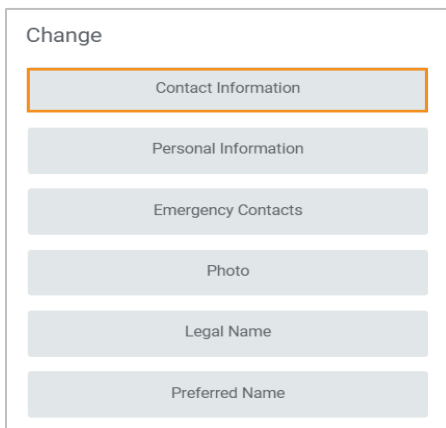 Change
Contact Information
Personal Information
Emergency Contacts
Photo
Legal Name
Preferred Name